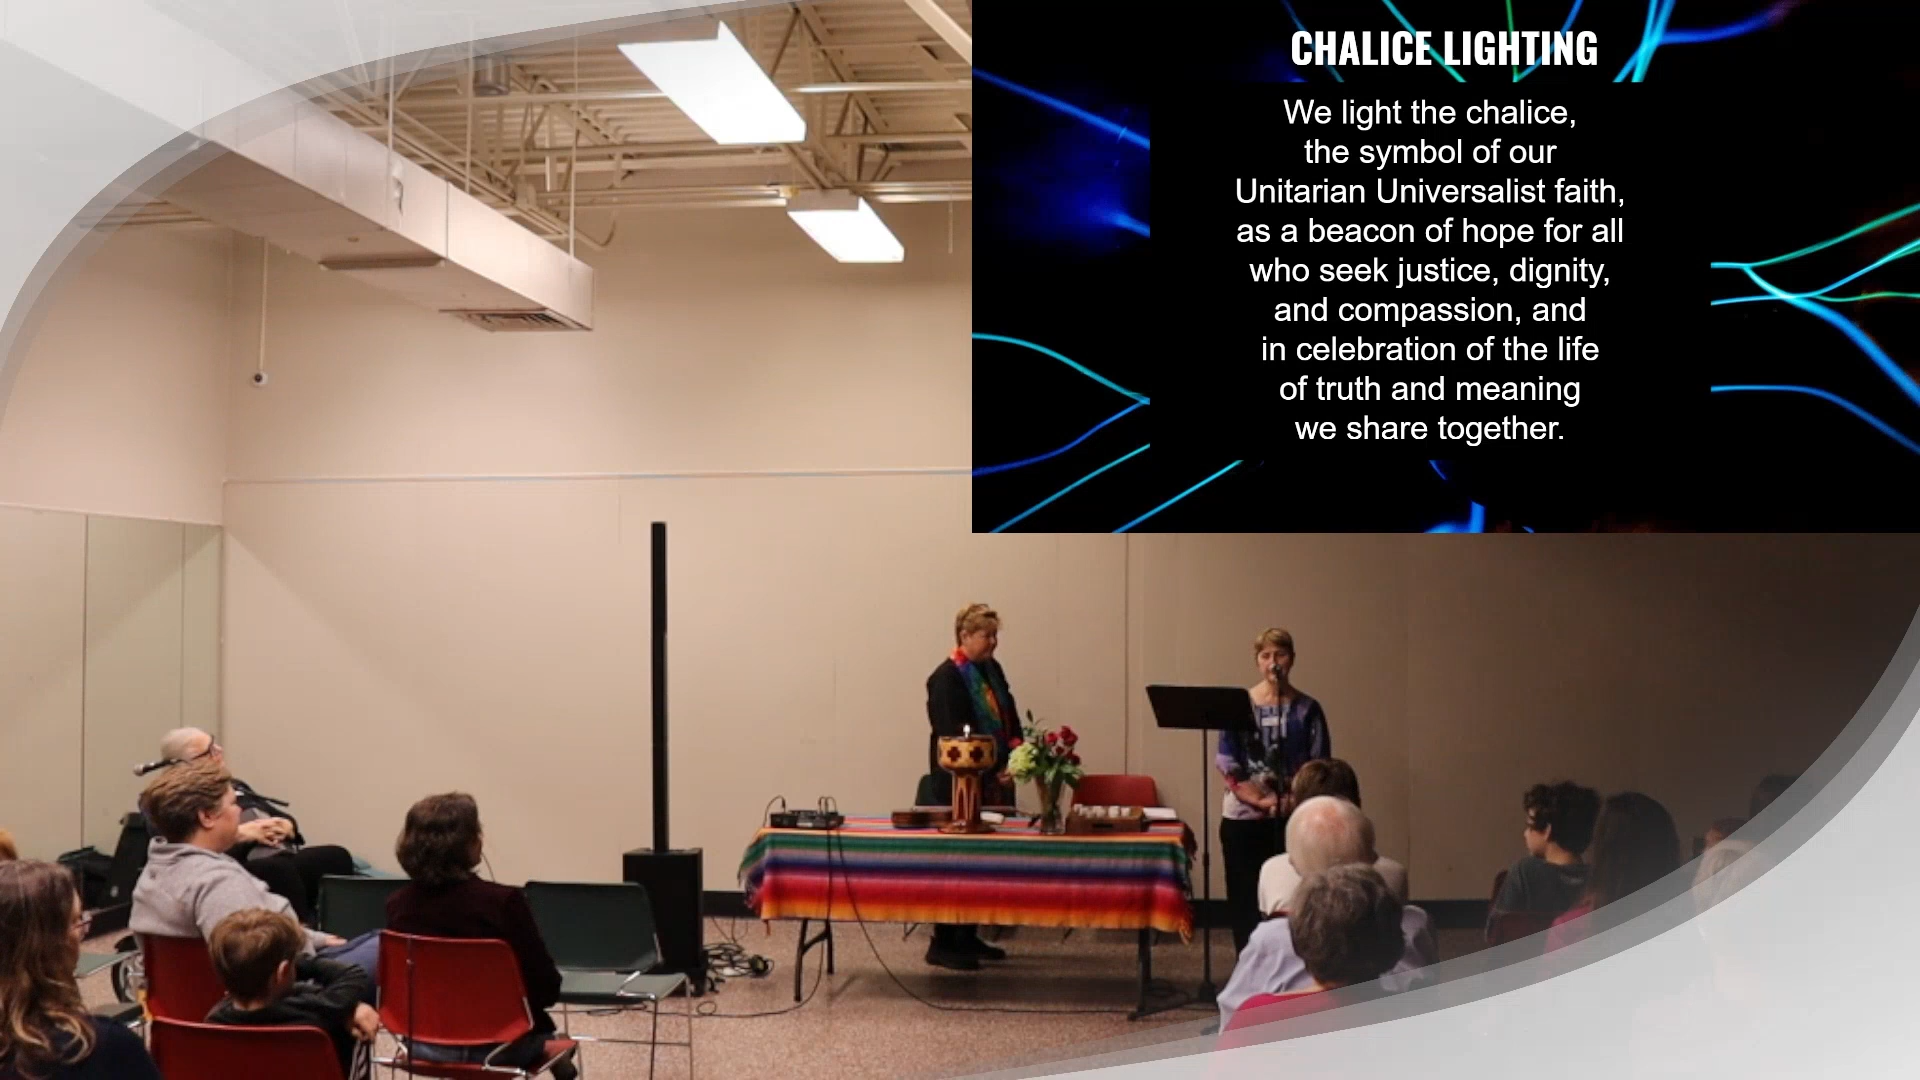 CHALICE LIGHTING
We light the chalice,
the symbol of our
Unitarian Universalist faith,
as a beacon of hope for all
who seek justice, dignity,
and compassion, and
in celebration of the life
of truth and meaning
we share together.